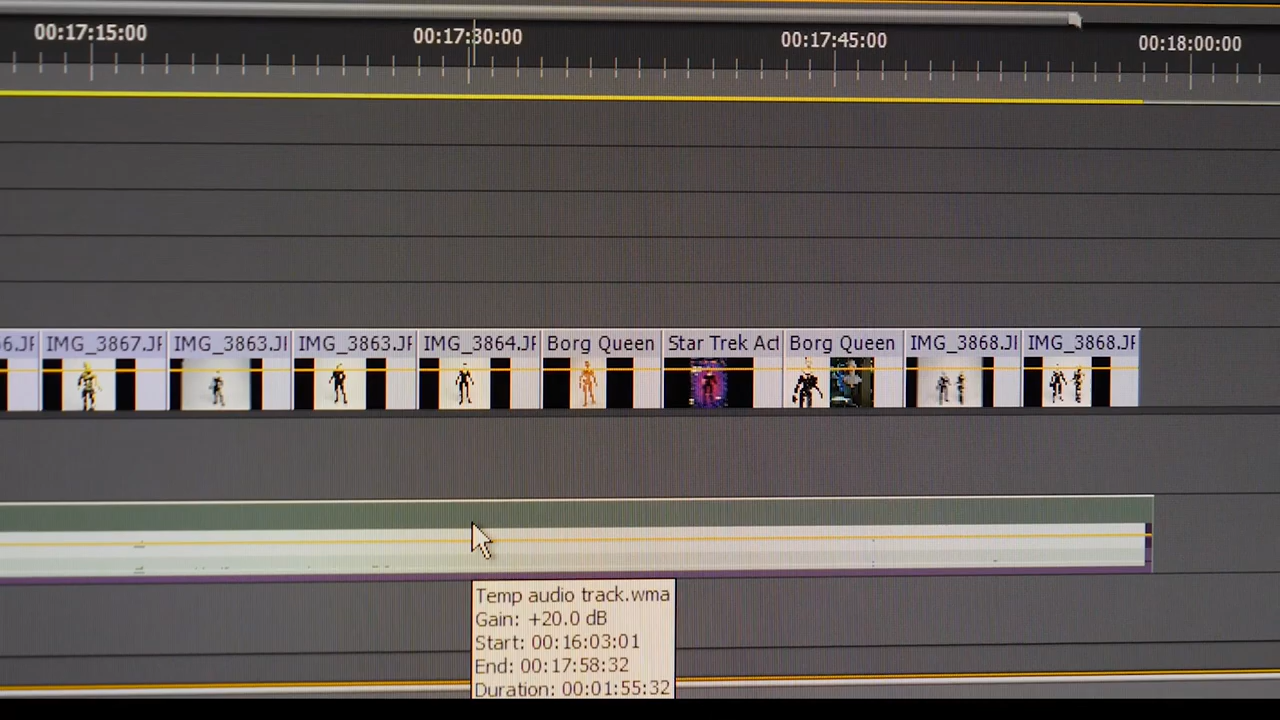 00:17:15:00 00:17:30:00 00:17:45:00 00:18:00:00
6.JF IMG_3867.JF IMG_3863.JI IMG_3863.JF IMG_3864.JF Borg Queen Star Trek Act Borg Queen IMG_3868.JI IMG_3868.JF
Temp audio track.wma
Gain: +20.0 dB
Start: 00:16:03:01
End: 00:17:58:32
Duration: 00:01:55:32